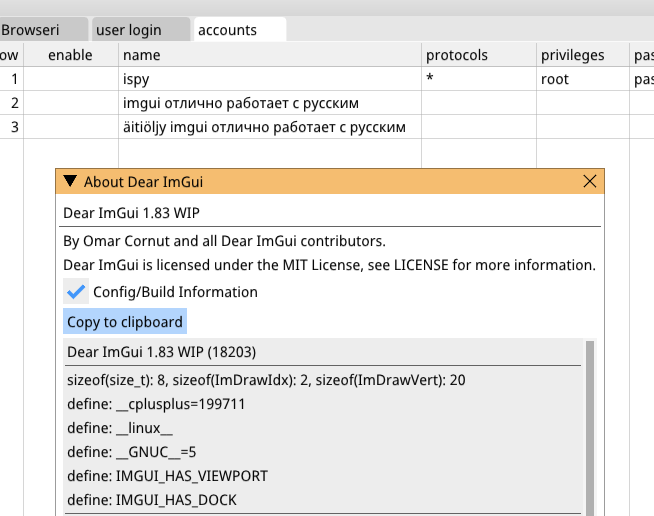 Browseri user login accounts
ow enable name protocols privileges pas
1 ispy * root pas
2 imgui отлично работает с русским
3 äitiöljy imgui отлично работает с русским
About Dear ImGui
Dear ImGui 1.83 WIP
By Omar Cornut and all Dear ImGui contributors.
Dear ImGui is licensed under the MIT License, see LICENSE for more information.
Config/Build Information
Copy to clipboard
Dear ImGui 1.83 WIP (18203)
sizeof(size_t): 8, sizeof(ImDrawIdx): 2, sizeof(ImDrawVert): 20
define: __cplusplus=199711
define: __linux__
define: __GNUC__=5
define: IMGUI_HAS_VIEWPORT
define: IMGUI_HAS_DOCK